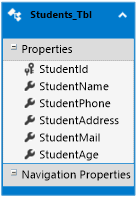 Students_Tbl
Properties
StudentId
StudentName
StudentPhone
StudentAddress
StudentMail
StudentAge
Navigation Properties